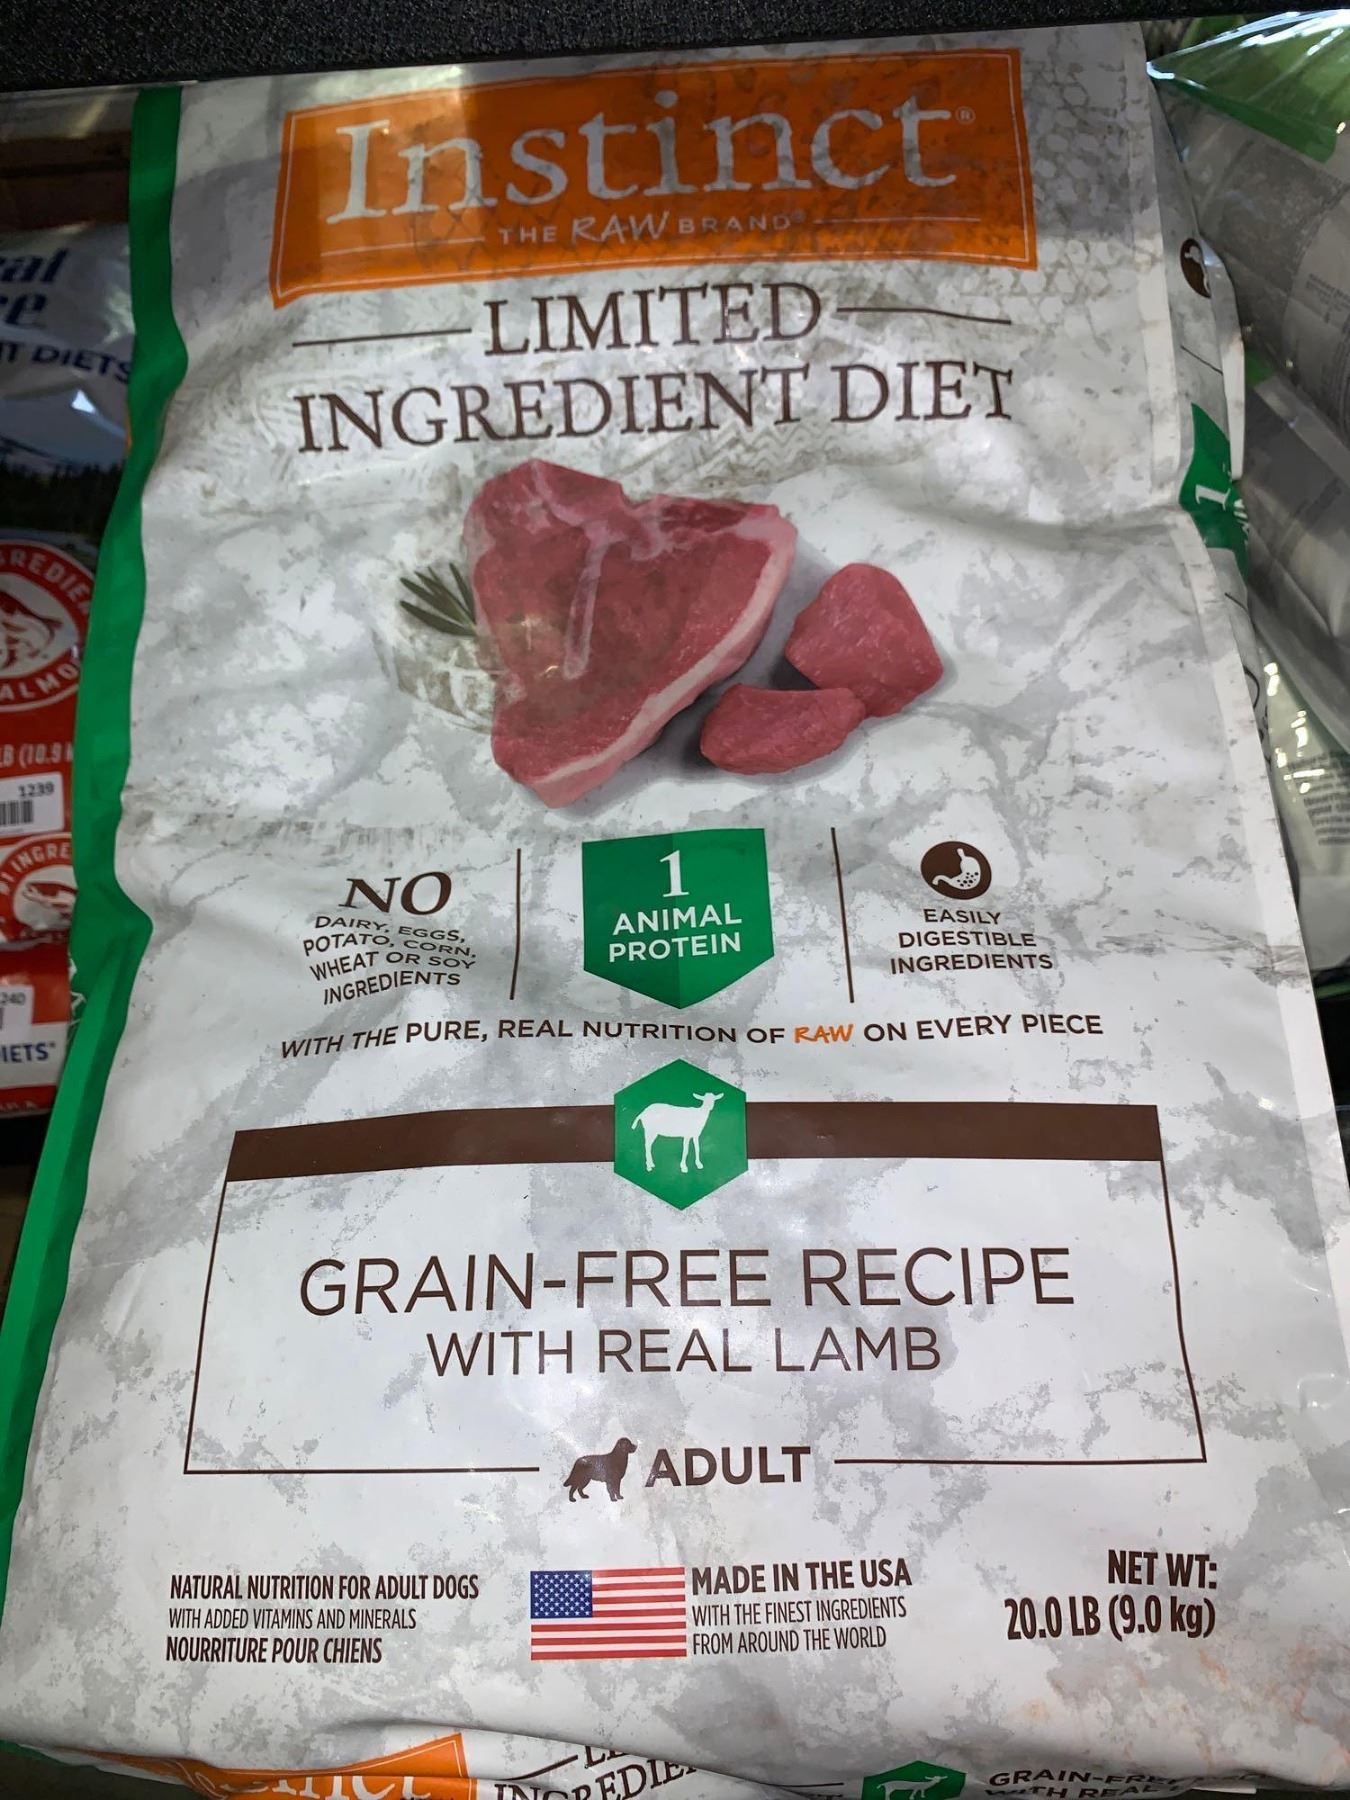 Instinct®
THE RAW BRAND®
LIMITED
INGREDIENT DIET
NO
DAIRY, EGGS,
POTATO, CORN,
WHEAT OR SOY
INGREDIENTS
1
ANIMAL
PROTEIN
EASILY
DIGESTIBLE
INGREDIENTS
WITH THE PURE, REAL NUTRITION OF RAW ON EVERY PIECE
GRAIN-FREE RECIPE
WITH REAL LAMB
ADULT
NATURAL NUTRITION FOR ADULT DOGS
WITH ADDED VITAMINS AND MINERALS
NOURRITURE POUR CHIENS
MADE IN THE USA
WITH THE FINEST INGREDIENTS
FROM AROUND THE WORLD
NET WT:
20.0 LB (9.0 kg)
1
DIETS
1239